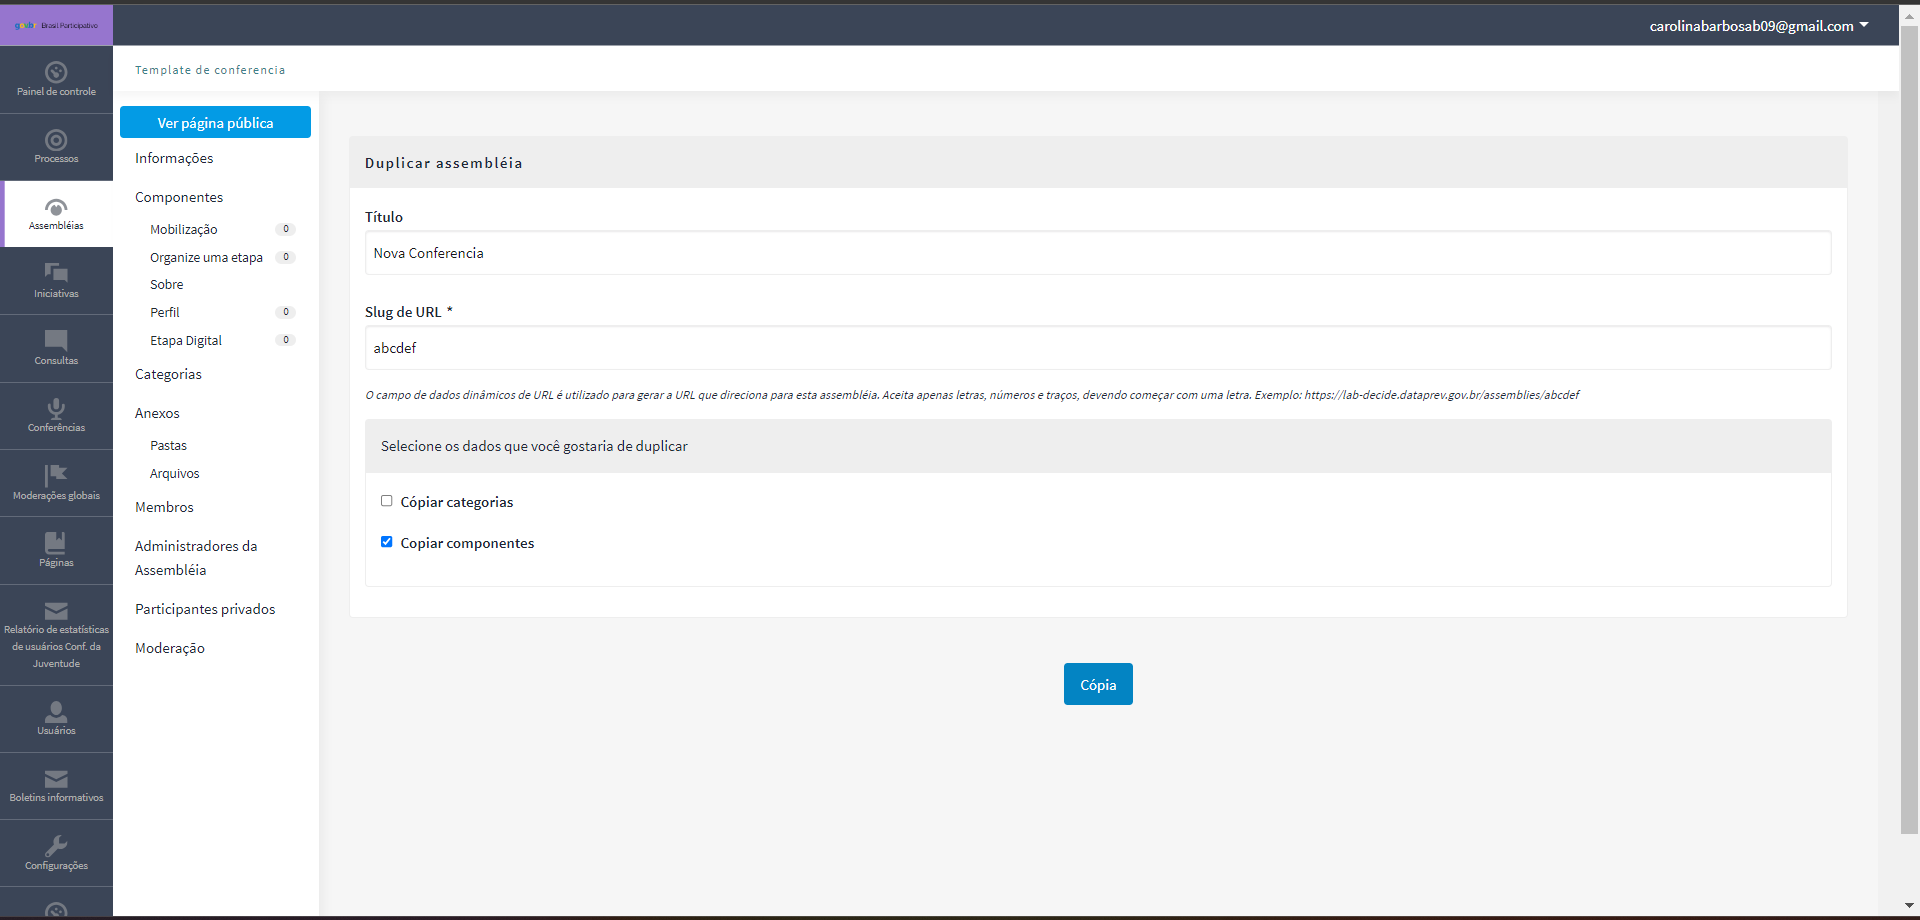 gov.br Brasil Participativo
carolinabarbosab09@gmail.com
Template de conferencia
Painel de controle
Processos
Assembléias
Iniciativas
Consultas
Conferências
Moderações globais
Páginas
Relatório de estatísticas
de usuários Conf. da
Juventude
Usuários
Boletins informativos
Configurações
Ver página pública
Informações
Componentes
Mobilização 0
Organize uma etapa 0
Sobre
Perfil 0
Etapa Digital 0
Categorias
Anexos
Pastas
Arquivos
Membros
Administradores da
Assembléia
Participantes privados
Moderação
Duplicar assembléia
Título
Nova Conferencia
Slug de URL *
abcdef
O campo de dados dinâmicos de URL é utilizado para gerar a URL que direciona para esta assembléia. Aceita apenas letras, números e traços, devendo começar com uma letra. Exemplo: https://lab-decide.dataprev.gov.br/assemblies/abcdef
Selecione os dados que você gostaria de duplicar
Cópiar categorias
Copiar componentes
Cópia